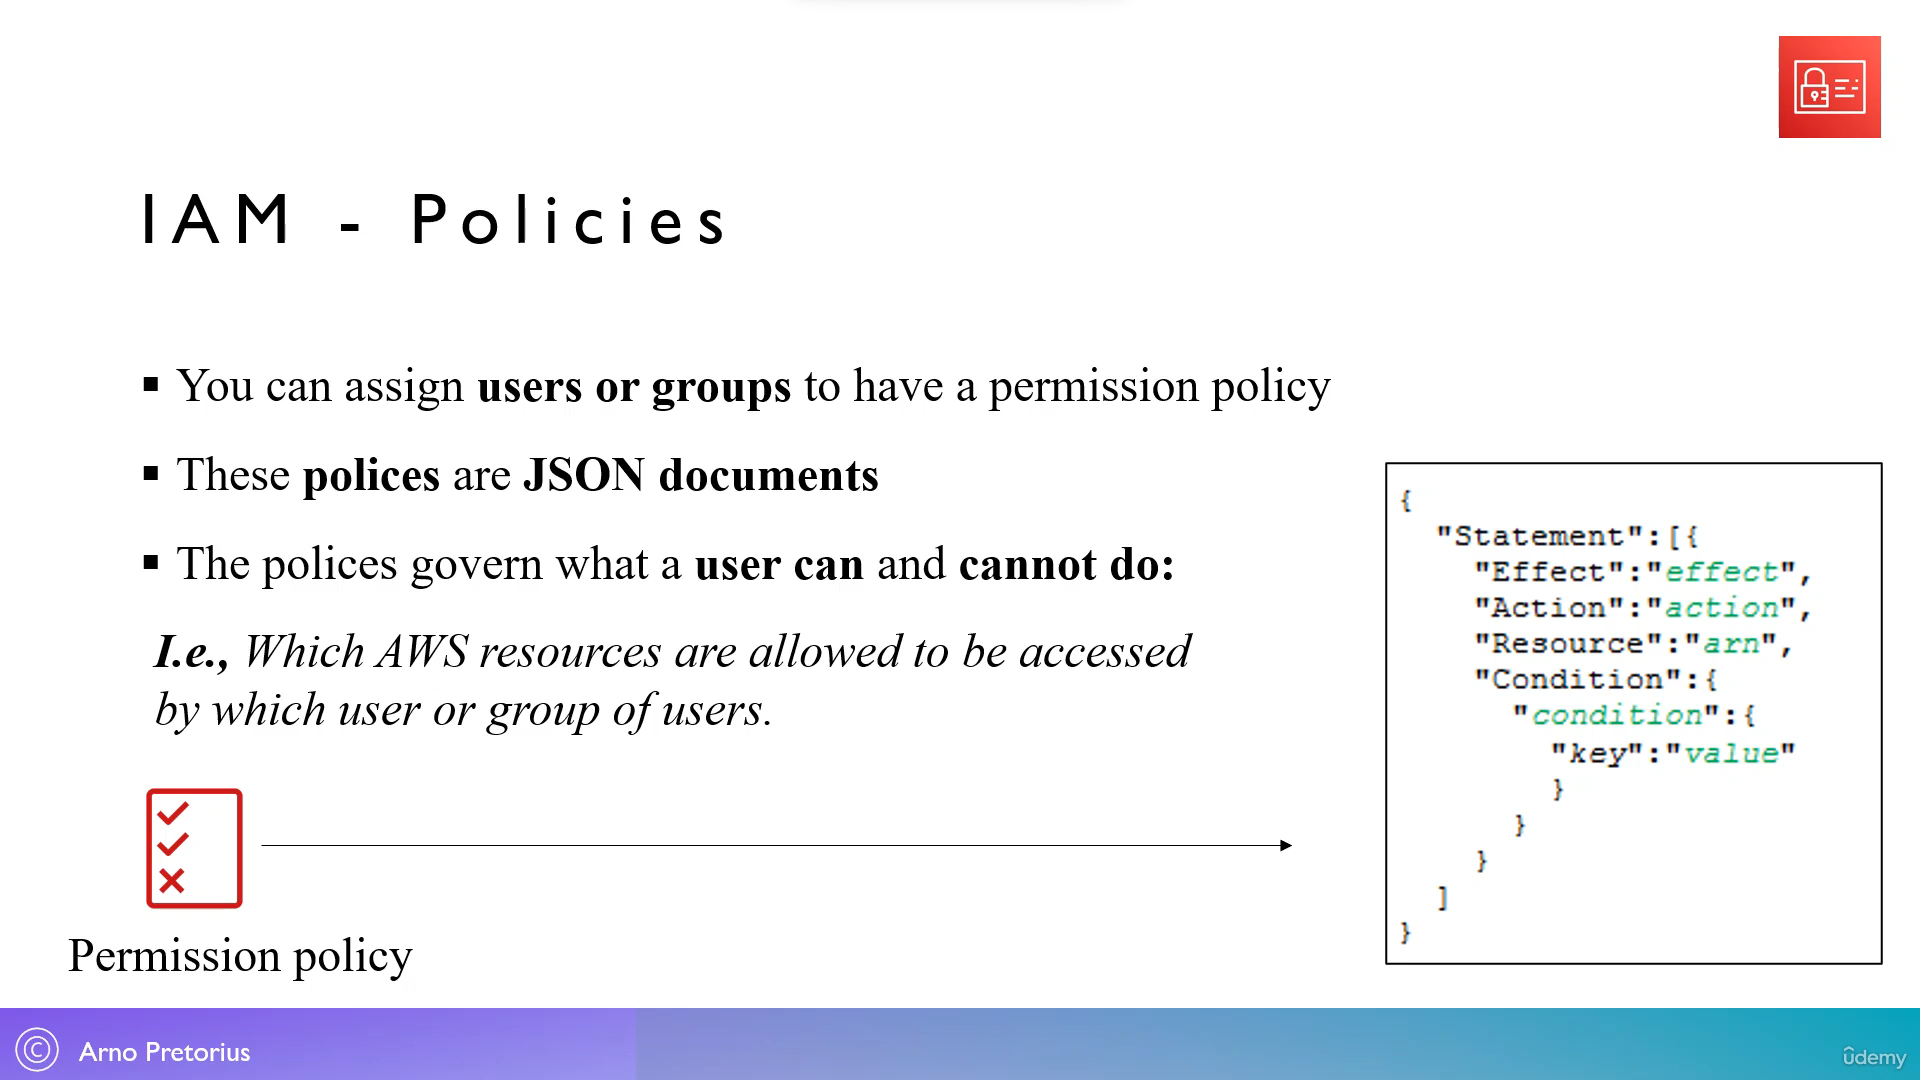 IAM - Policies
▪ You can assign users or groups to have a permission policy
▪ These polices are JSON documents
▪ The polices govern what a user can and cannot do:
I.e., Which AWS resources are allowed to be accessed
by which user or group of users.
{
"Statement":[{
"Effect":"effect",
"Action":"action",
"Resource":"arn",
"Condition":{
"condition":{
"key":"value"
}
}
}
]
}
Permission policy
© Arno Pretorius
udemy